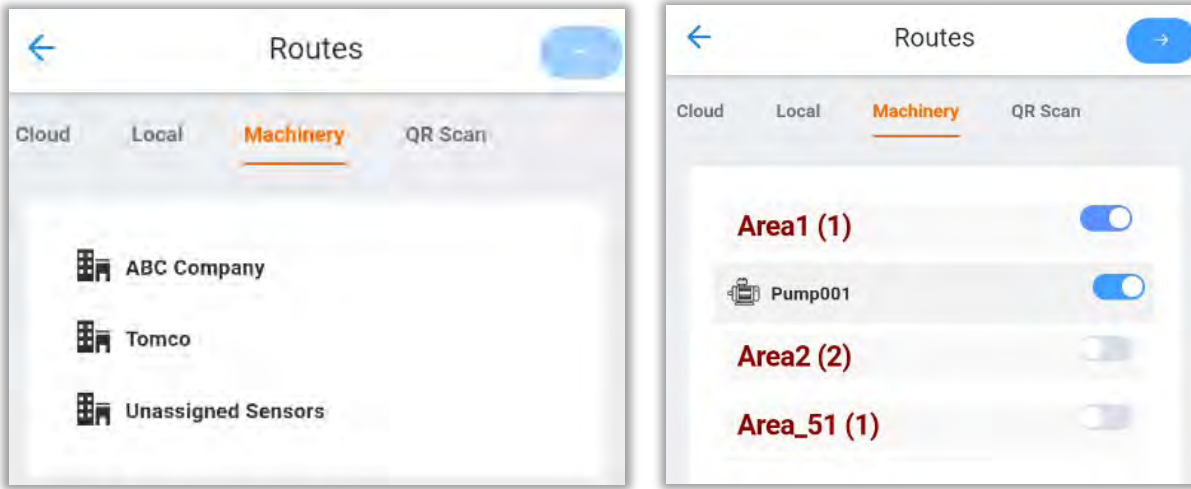 Routes
Cloud Local Machinery QR Scan
ABC Company
Tomco
Unassigned Sensors
Routes
Cloud Local Machinery QR Scan
Area1 (1)
Pump001
Area2 (2)
Area_51 (1)